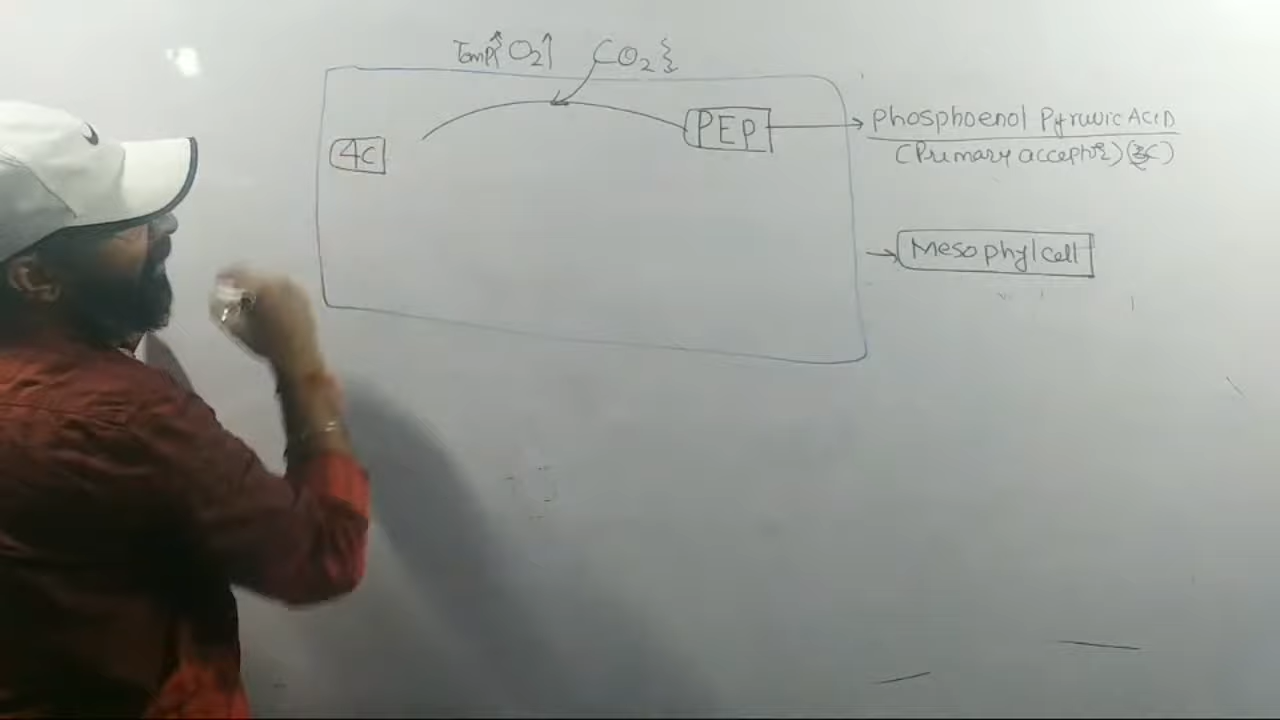 Temp↑ O₂↑ CO₂}
4C
PEP → Phosphoenol Pyruvic Acid
(Primary acceptor) (3C)
→ Mesophyl cell